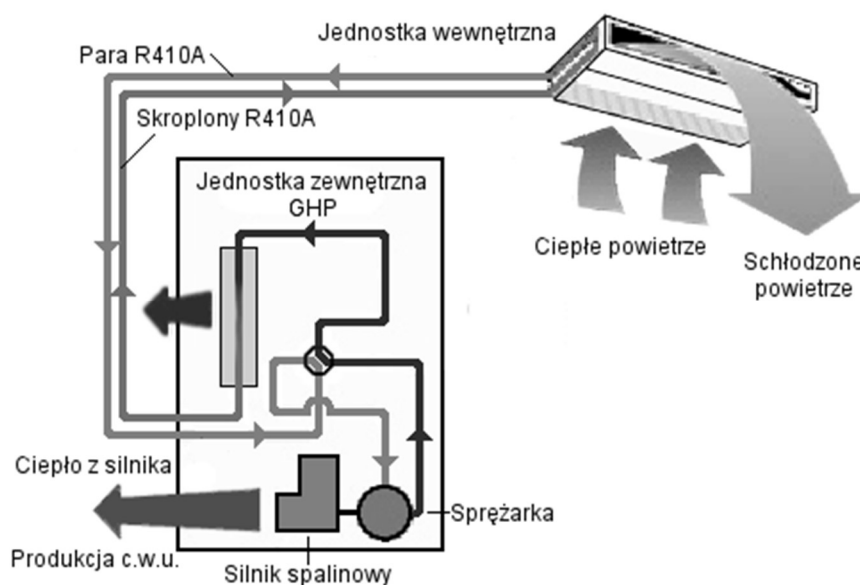 Jednostka wewnętrzna
Para R410A
Skroplony R410A
Jednostka zewnętrzna
GHP
Ciepłe powietrze
Schłodzone
powietrze
Ciepło z silnika
Sprężarka
Produkcja c.w.u.
Silnik spalinowy